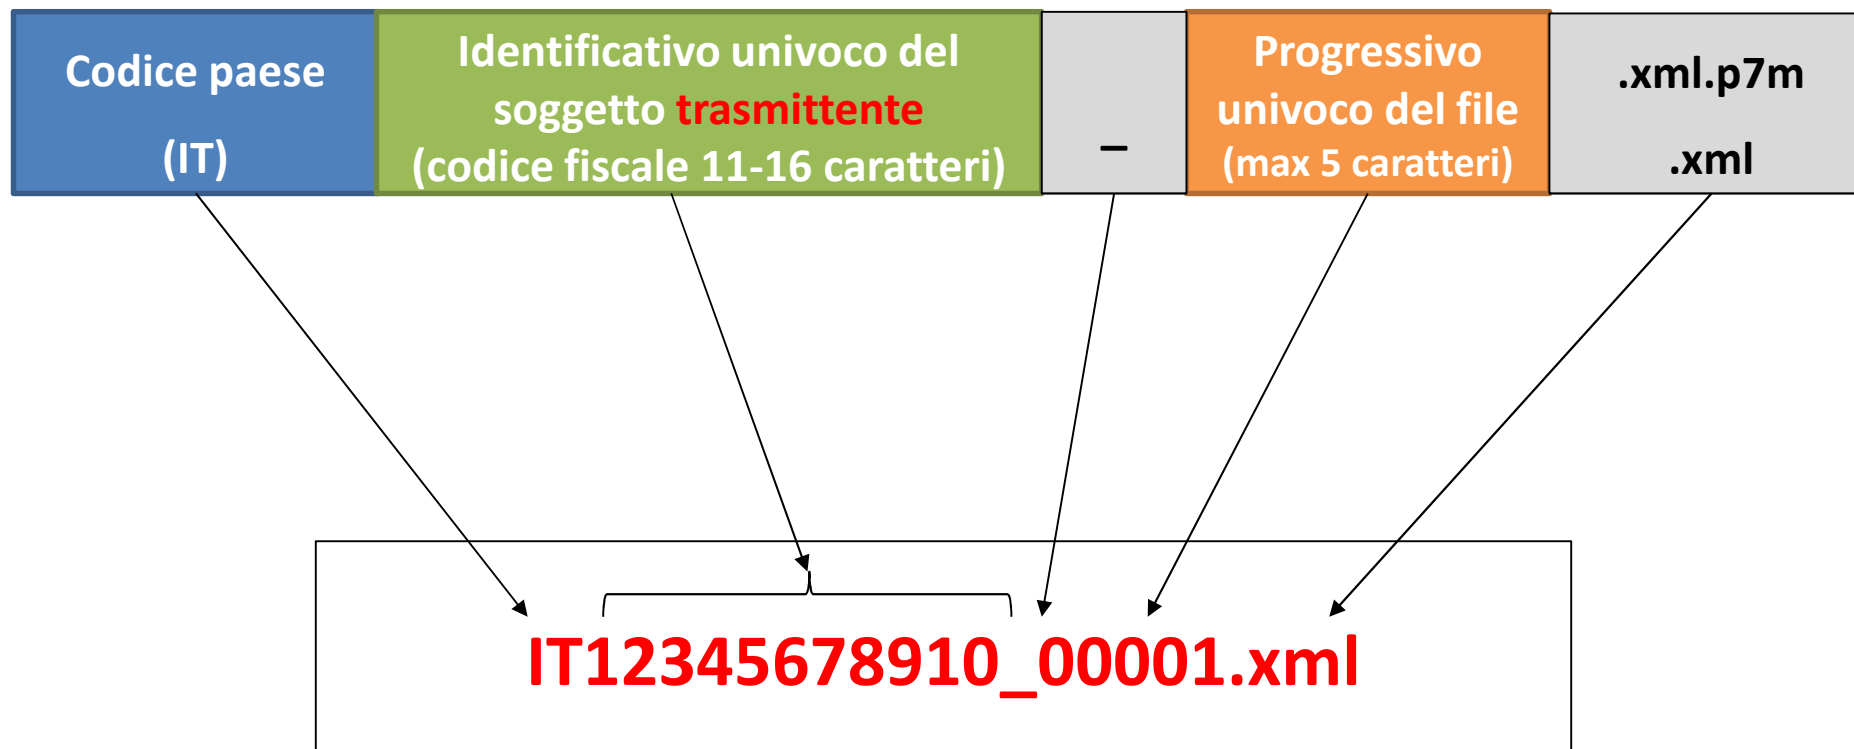 Codice paese
(IT)
Identificativo univoco del
soggetto trasmittente
(codice fiscale 11-16 caratteri)
_
Progressivo
univoco del file
(max 5 caratteri)
.xml.p7m
.xml
IT12345678910_00001.xml